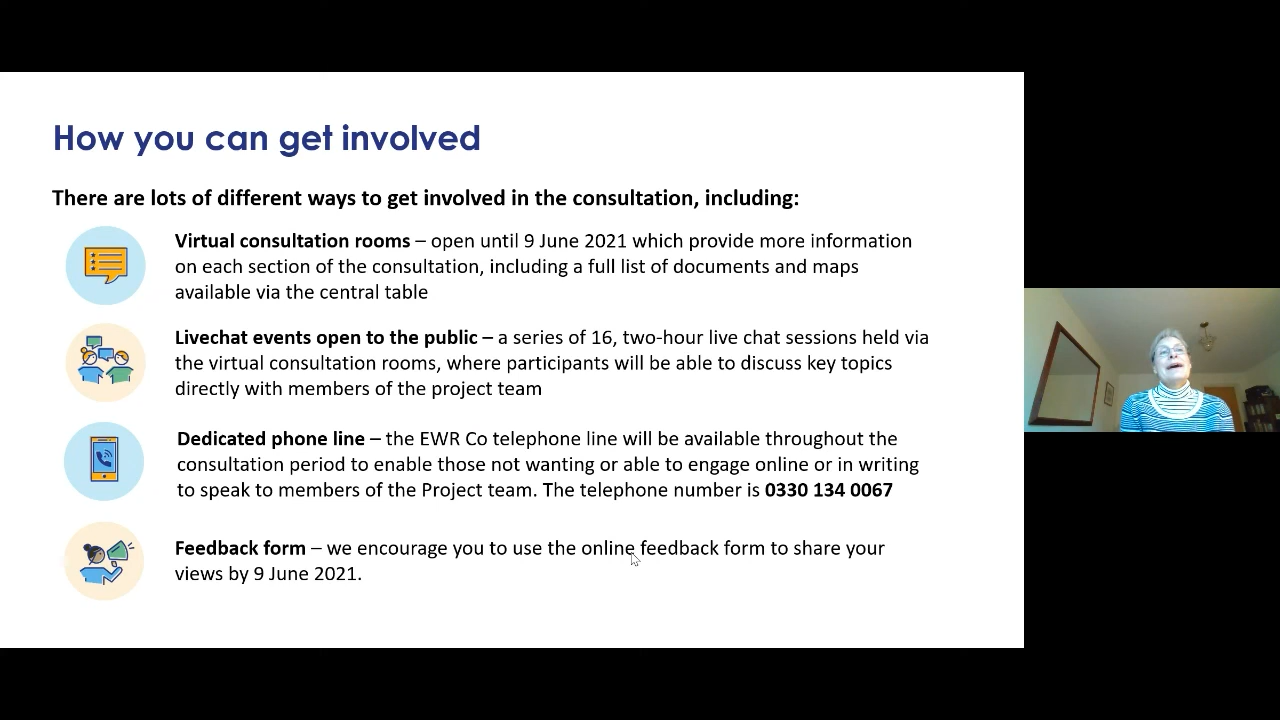 How you can get involved
There are lots of different ways to get involved in the consultation, including:
Virtual consultation rooms – open until 9 June 2021 which provide more information
on each section of the consultation, including a full list of documents and maps
available via the central table
Livechat events open to the public – a series of 16, two-hour live chat sessions held via
the virtual consultation rooms, where participants will be able to discuss key topics
directly with members of the project team
Dedicated phone line – the EWR Co telephone line will be available throughout the
consultation period to enable those not wanting or able to engage online or in writing
to speak to members of the Project team. The telephone number is 0330 134 0067
Feedback form – we encourage you to use the online feedback form to share your
views by 9 June 2021.